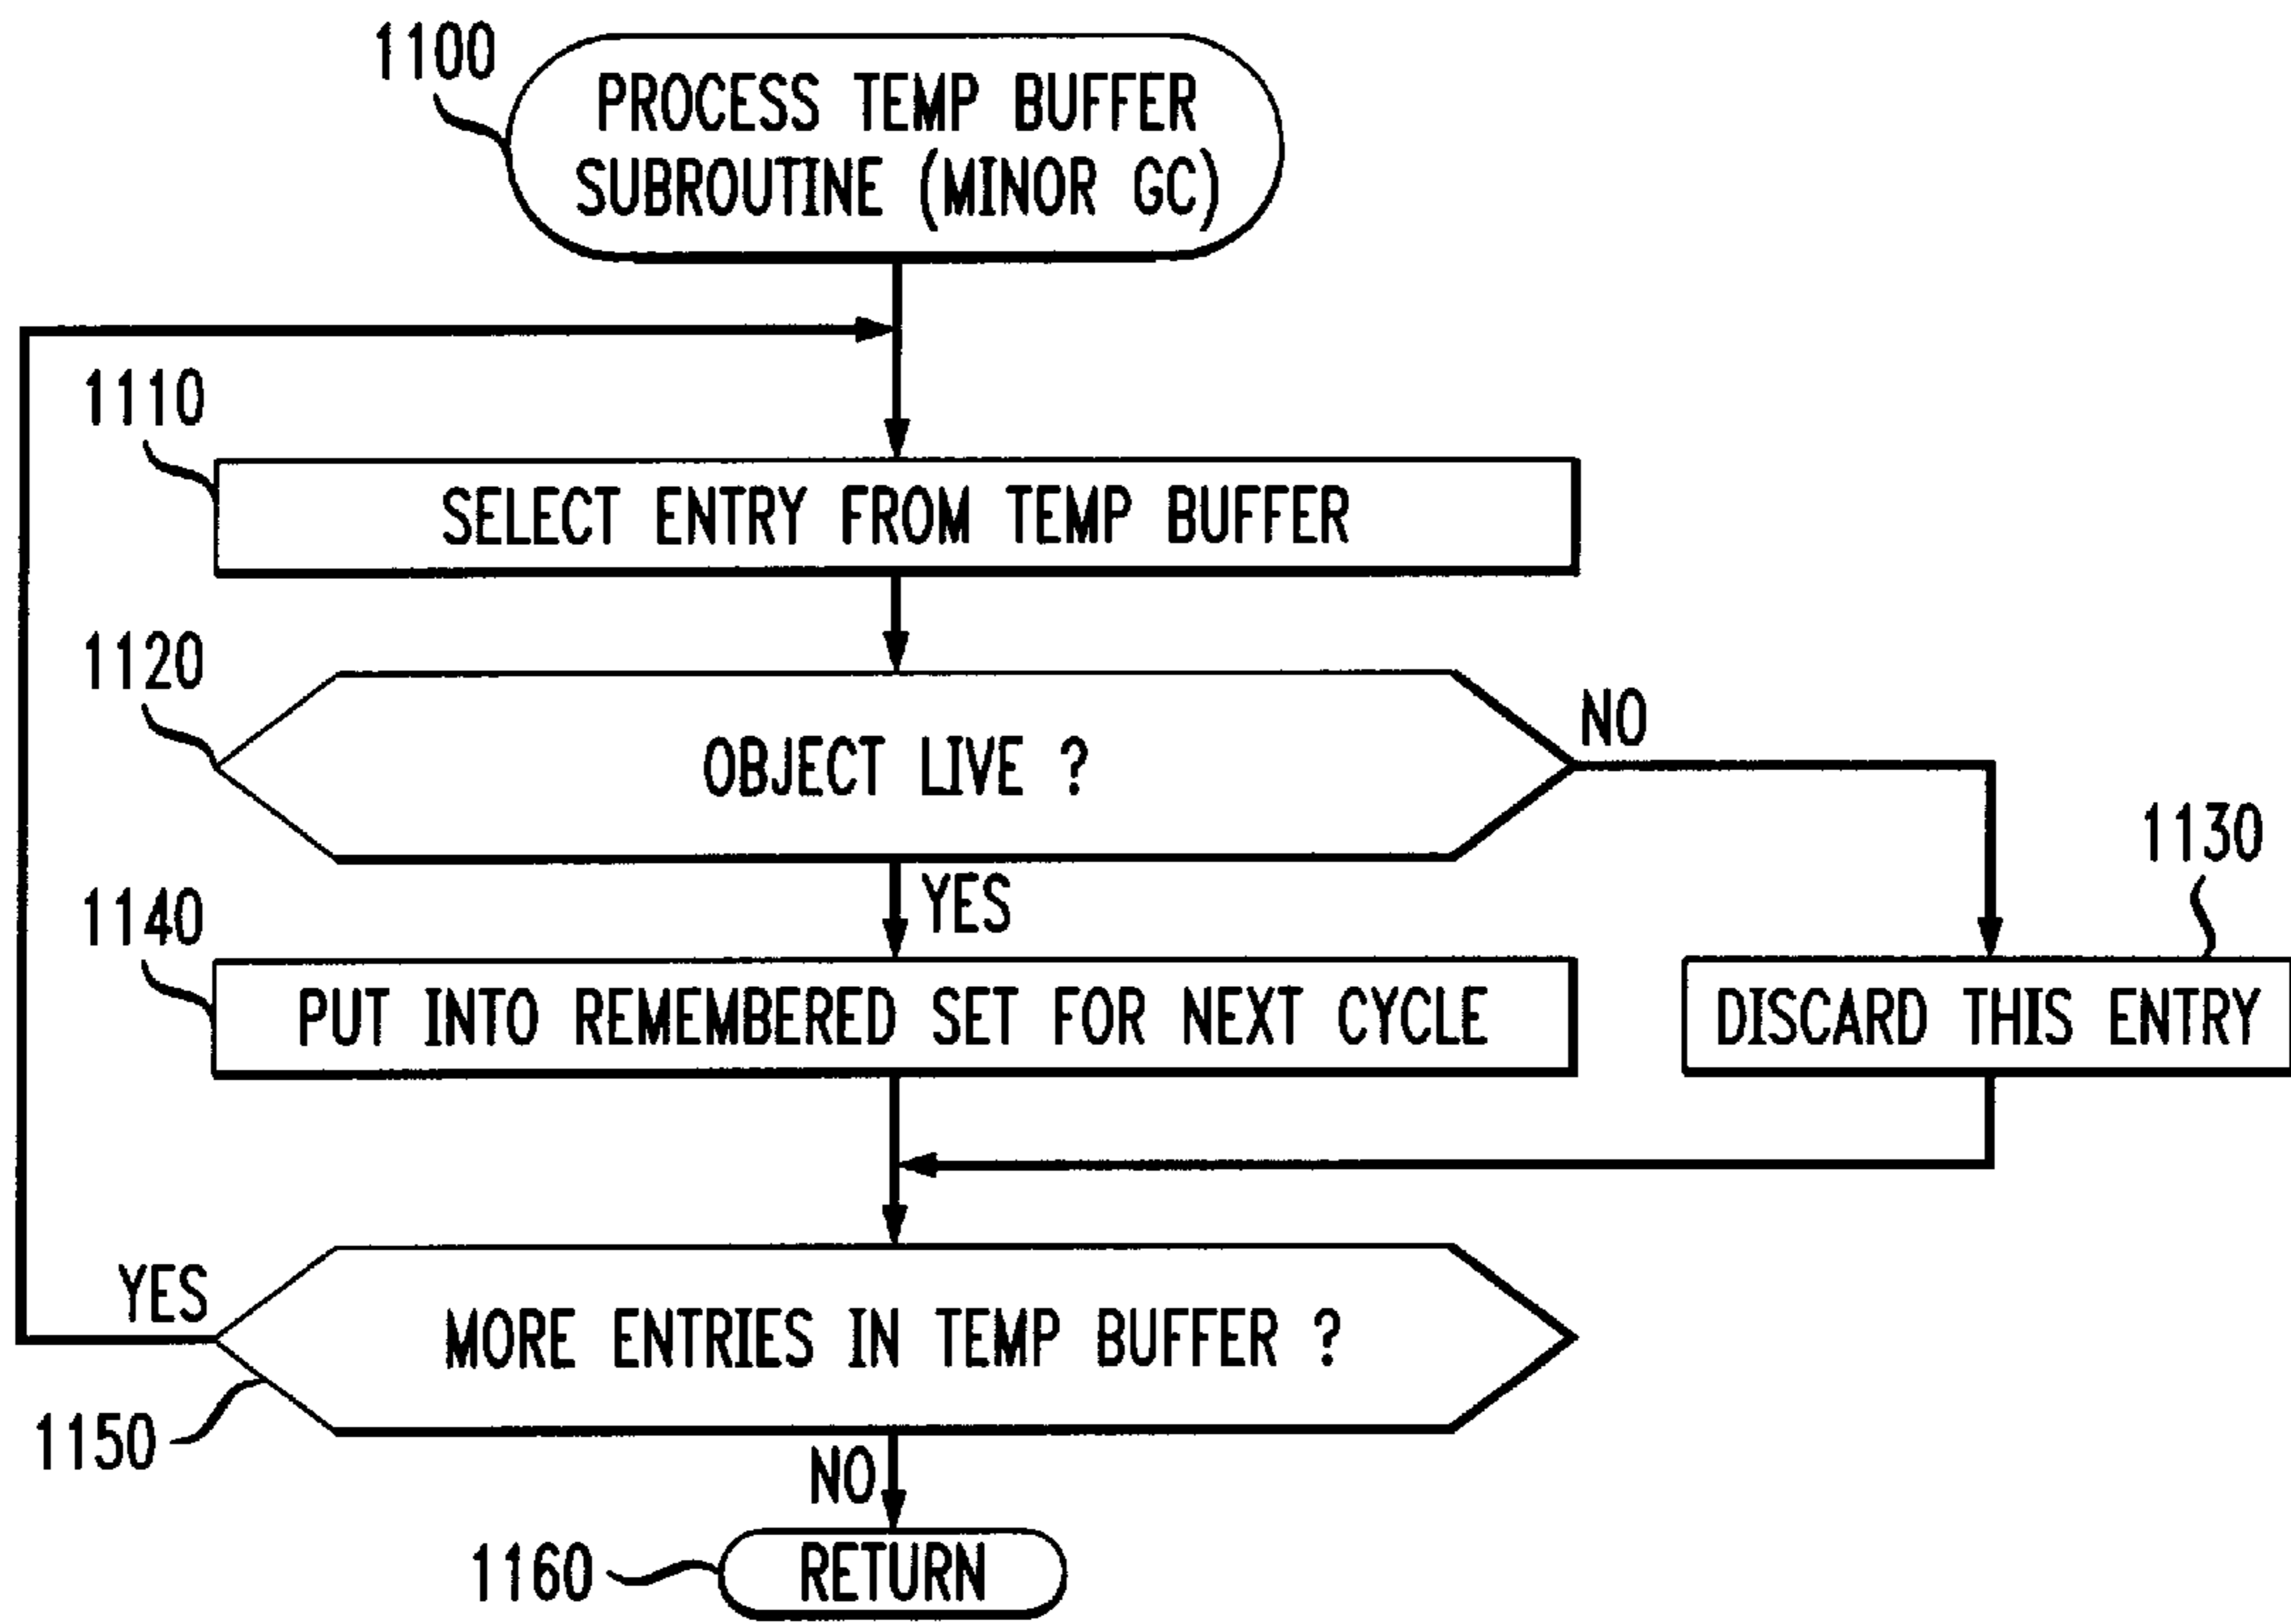 1100
PROCESS TEMP BUFFER
SUBROUTINE (MINOR GC)
1110
SELECT ENTRY FROM TEMP BUFFER
1120
OBJECT LIVE ?
NO
YES
1130
1140
PUT INTO REMEMBERED SET FOR NEXT CYCLE
DISCARD THIS ENTRY
YES
MORE ENTRIES IN TEMP BUFFER ?
1150
NO
1160
RETURN